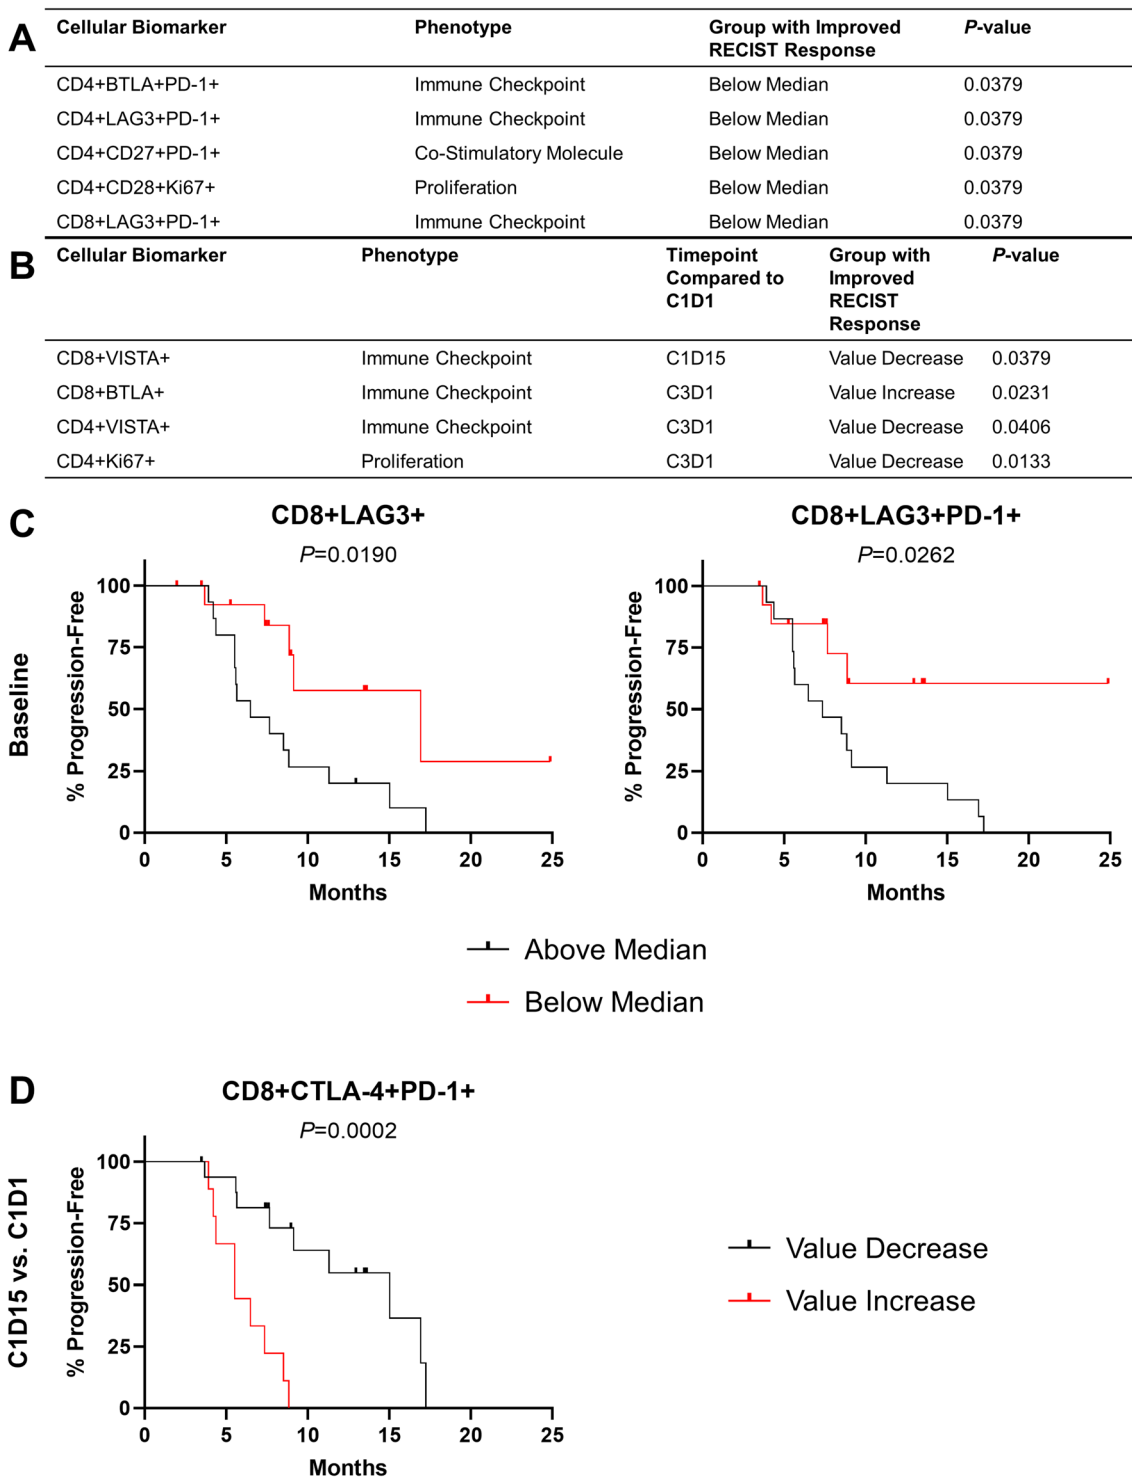 A
Cellular Biomarker Phenotype Group with Improved P-value
RECIST Response
CD4+BTLA+PD-1+ Immune Checkpoint Below Median 0.0379
CD4+LAG3+PD-1+ Immune Checkpoint Below Median 0.0379
CD4+CD27+PD-1+ Co-Stimulatory Molecule Below Median 0.0379
CD4+CD28+Ki67+ Proliferation Below Median 0.0379
CD8+LAG3+PD-1+ Immune Checkpoint Below Median 0.0379
B
Cellular Biomarker Phenotype Timepoint Group with P-value
Compared to Improved
C1D1 RECIST
Response
CD8+VISTA+ Immune Checkpoint C1D15 Value Decrease 0.0379
CD8+BTLA+ Immune Checkpoint C3D1 Value Increase 0.0231
CD4+VISTA+ Immune Checkpoint C3D1 Value Decrease 0.0406
CD4+Ki67+ Proliferation C3D1 Value Decrease 0.0133
C
Baseline
CD8+LAG3+
P=0.0190
% Progression-Free
100
75
50
25
0
0 5 10 15 20 25
Months
CD8+LAG3+PD-1+
P=0.0262
% Progression-Free
100
75
50
25
0
0 5 10 15 20 25
Months
Above Median
Below Median
D
C1D15 vs. C1D1
CD8+CTLA-4+PD-1+
P=0.0002
% Progression-Free
100
75
50
25
0
0 5 10 15 20 25
Months
Value Decrease
Value Increase